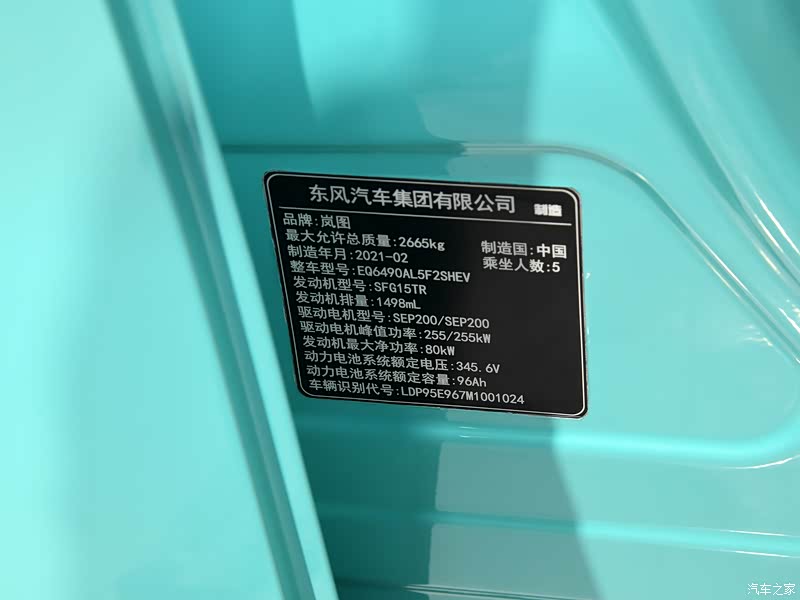 东风汽车集团有限公司 制造
品牌:岚图
最大允许总质量:2665kg 制造国:中国
制造年月:2021-02 乘坐人数:5
整车型号:EQ6490AL5F2SHEV
发动机型号:SFG15TR
发动机排量:1498mL
驱动电机型号:SEP200/SEP200
驱动电机峰值功率:255/255kW
发动机最大净功率:80kW
动力电池系统额定电压:345.6V
动力电池系统额定容量:96Ah
车辆识别代号:LDP95E967M1001024
汽车之家